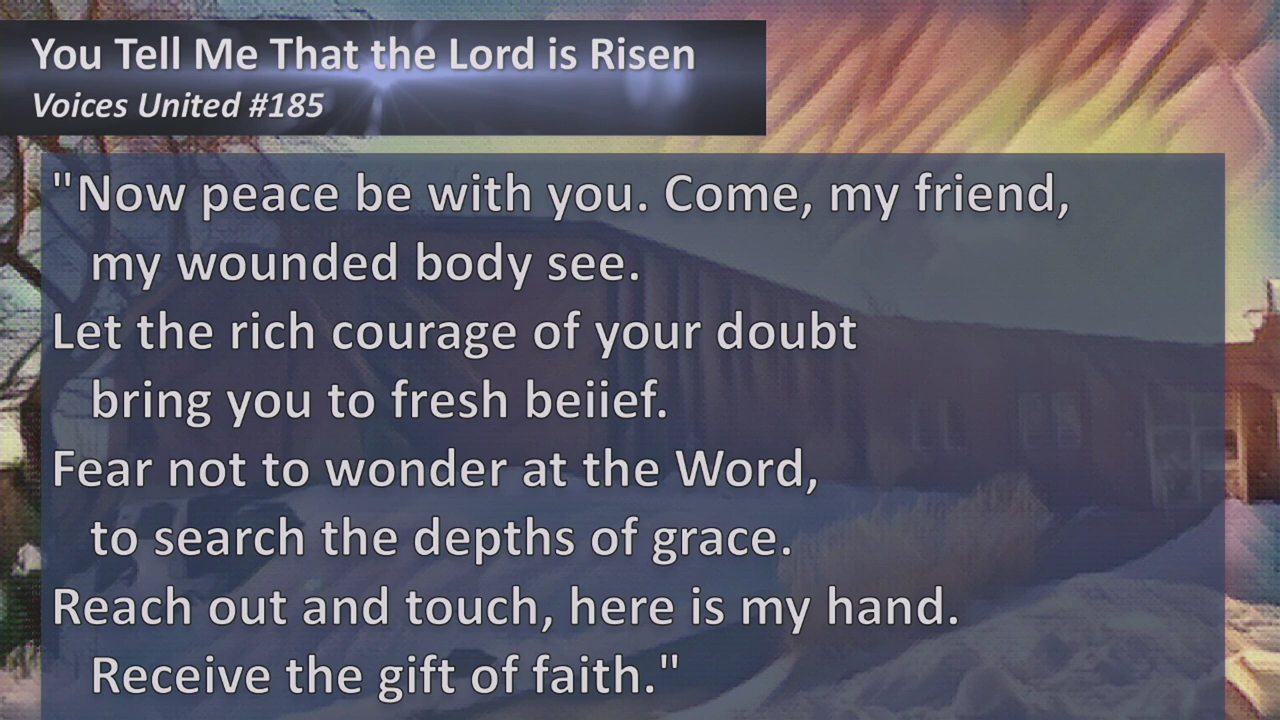 You Tell Me That the Lord is Risen
Voices United #185
"Now peace be with you. Come, my friend,
my wounded body see.
Let the rich courage of your doubt
bring you to fresh beiief.
Fear not to wonder at the Word,
to search the depths of grace.
Reach out and touch, here is my hand.
Receive the gift of faith."